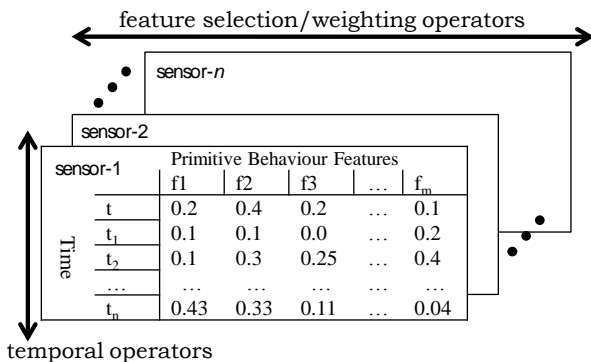 feature selection/weighting operators
sensor-n
sensor-2
sensor-1 Primitive Behaviour Features
f1 f2 f3 … fm
Time
t 0.2 0.4 0.2 … 0.1
t1 0.1 0.1 0.0 … 0.2
t2 0.1 0.3 0.25 … 0.4
… … … … … …
tn 0.43 0.33 0.11 … 0.04
temporal operators